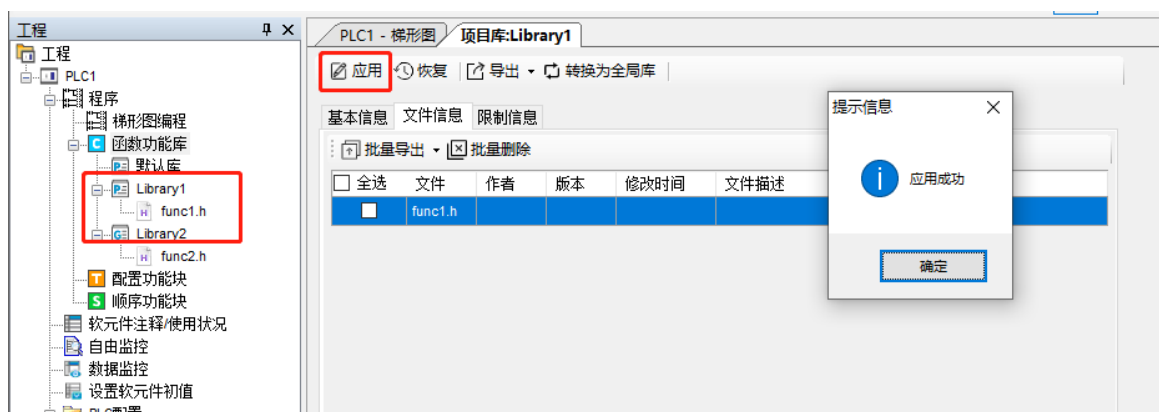 工程
工程
PLC1
程序
梯形图编程
函数功能库
默认库
Library1
func1.h
Library2
func2.h
配置功能块
顺序功能块
软元件注释/使用状况
自由监控
数据监控
设置软元件初值
PLC1 - 梯形图 项目库:Library1
应用 恢复 导出 转换为全局库
基本信息 文件信息 限制信息
批量导出 批量删除
全选 文件 作者 版本 修改时间 文件描述
func1.h
提示信息
应用成功
确定